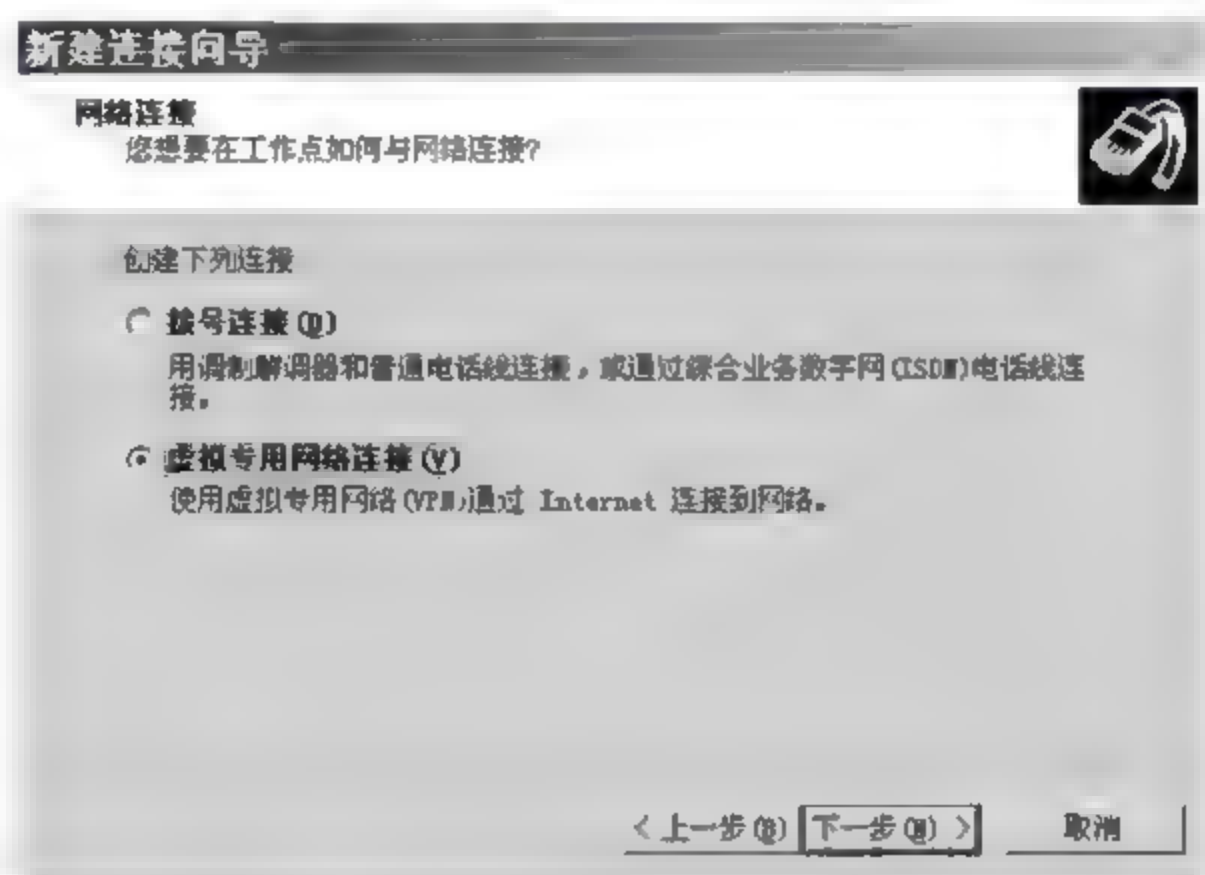 新建连接向导
网络连接
您想要在工作点如何与网络连接?
创建下列连接
拨号连接(D)
用调制解调器和普通电话线连接，或通过综合业务数字网(ISDN)电话线连
接。
虚拟专用网络连接(V)
使用虚拟专用网络(VPN)通过 Internet 连接到网络。
< 上一步(B)
下一步(N) >
取消